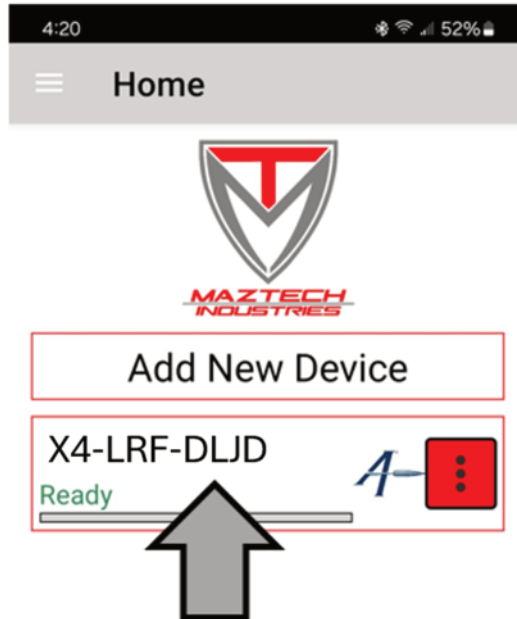 4:20
52%
Home
MAZTECH
INDUSTRIES
Add New Device
X4-LRF-DLJD
Ready